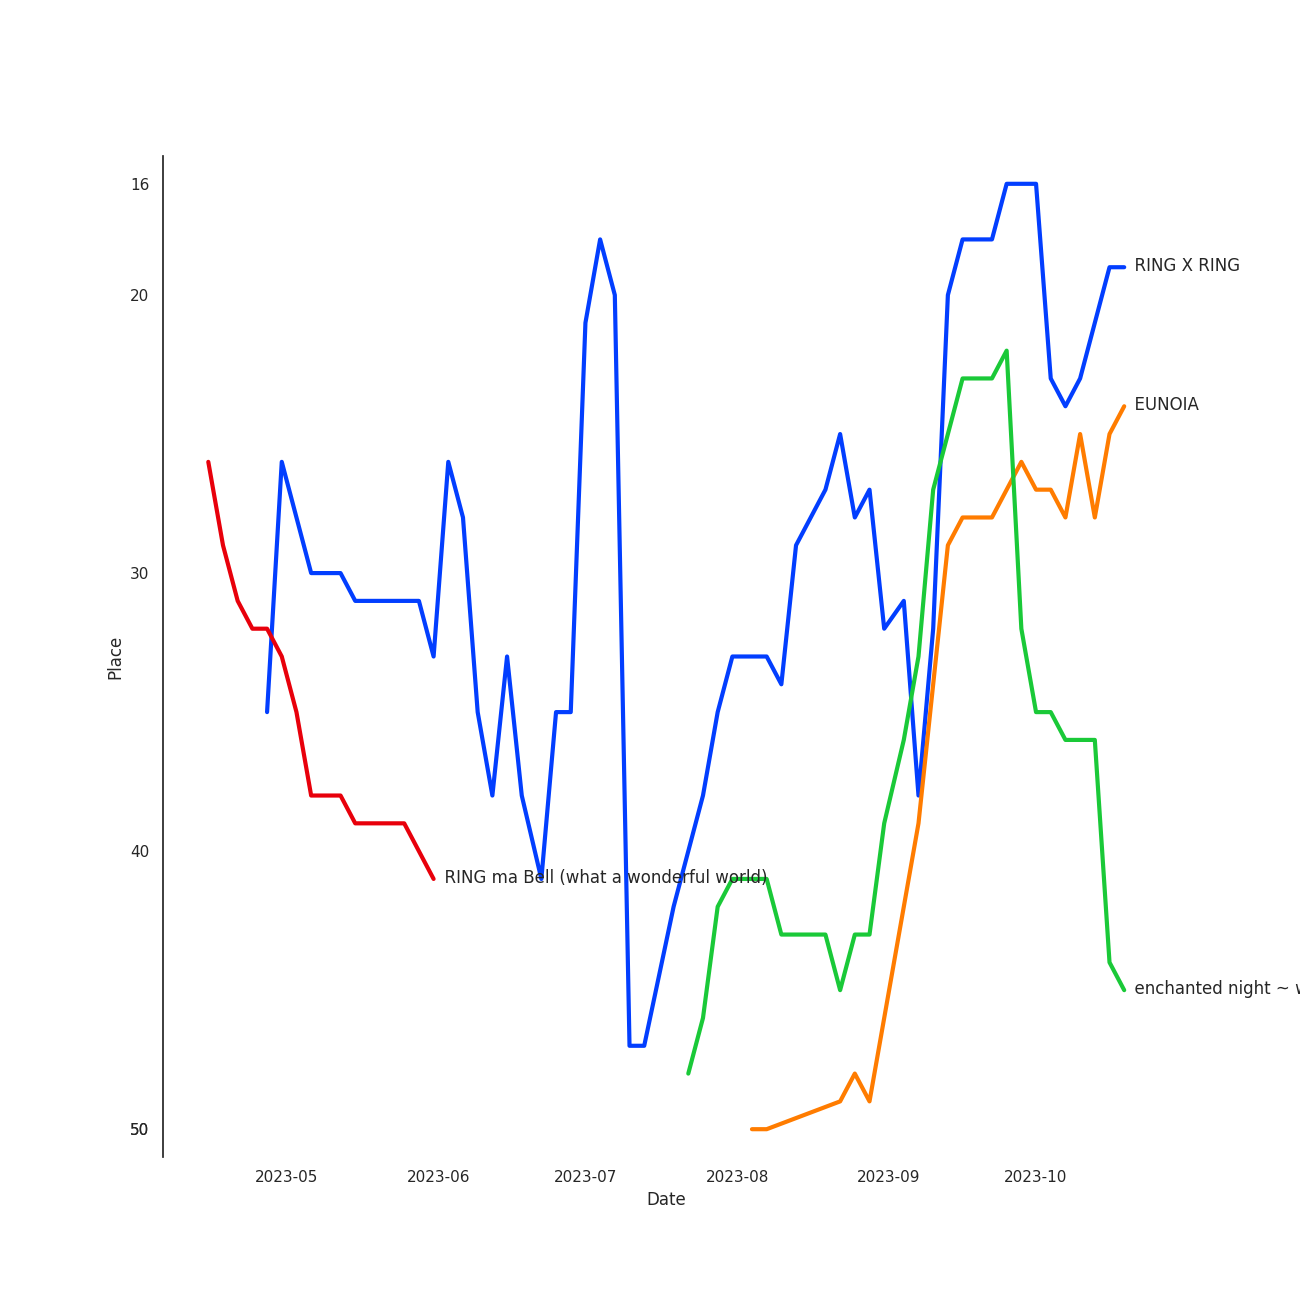 16
20
30
40
50
Place
2023-05
2023-06
2023-07
2023-08
2023-09
2023-10
Date
RING X RING
EUNOIA
RING ma Bell (what a wonderful world)
enchanted night ~